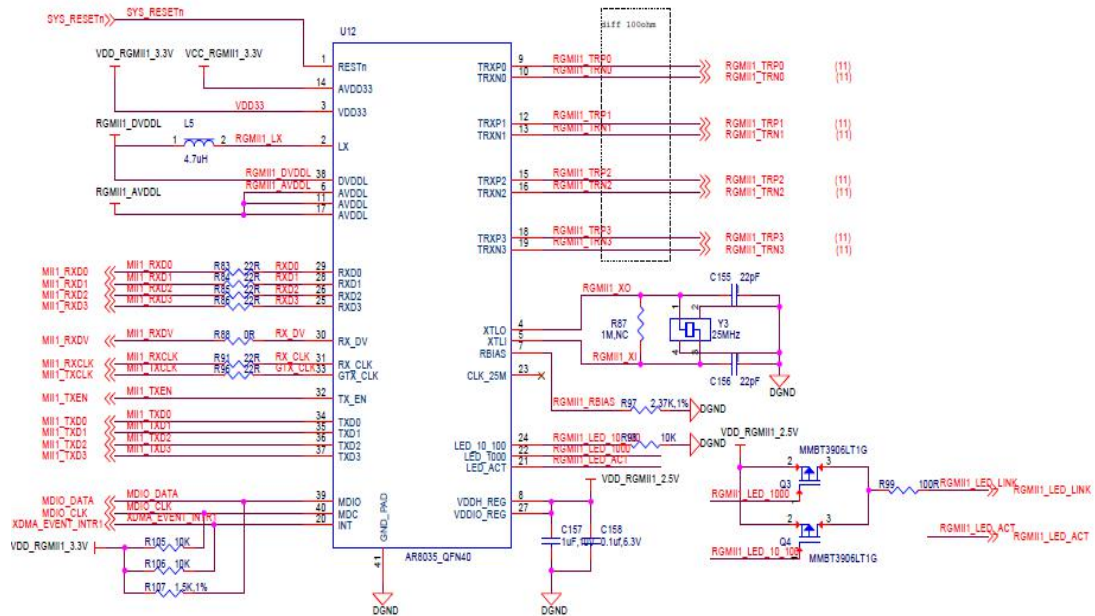 SYS_RESETn SYS_RESETn
diff 100ohm
U12
VDD_RGMII1_3.3V VCC_RGMII1_3.3V
1 RESTn TRXP0 9 RGMII1_TRP0 RGMII1_TRP0 (11)
TRXN0 10 RGMII1_TRN0 RGMII1_TRN0 (11)
14 AVDD33
VDD33 3 VDD33
TRXP1 12 RGMII1_TRP1 RGMII1_TRP1 (11)
TRXN1 13 RGMII1_TRN1 RGMII1_TRN1 (11)
RGMII1_DVDDL L5
1 2 RGMII1_LX 2 LX
4.7uH
RGMII1_DVDDL 38 DVDDL TRXP2 15 RGMII1_TRP2 RGMII1_TRP2 (11)
RGMII1_AVDDL RGMII1_AVDDL 6 AVDDL TRXN2 16 RGMII1_TRN2 RGMII1_TRN2 (11)
11 AVDDL
17 AVDDL
TRXP3 18 RGMII1_TRP3 RGMII1_TRP3 (11)
TRXN3 19 RGMII1_TRN3 RGMII1_TRN3 (11)
MII1_RXD0 MII1_RXD0 R83 22R RXD0 29 RXD0
MII1_RXD1 MII1_RXD1 R84 22R RXD1 28 RXD1
MII1_RXD2 MII1_RXD2 R85 22R RXD2 26 RXD2
MII1_RXD3 MII1_RXD3 R86 22R RXD3 25 RXD3
C155 22pF
RGMII1_XO
1 2
R87 Y3
1M,NC 25MHz
4 3
RGMII1_XI
C156 22pF
DGND
XTLO 4
XTLI 5
RBIAS 7
CLK_25M 23
MII1_RXDV MII1_RXDV R88 0R RX_DV 30 RX_DV
MII1_RXCLK MII1_RXCLK R91 22R RX_CLK 31 RX_CLK
MII1_TXCLK MII1_TXCLK R96 22R GTX_CLK 33 GTX_CLK
MII1_TXEN MII1_TXEN 32 TX_EN
RGMII1_RBIAS R97 2.37K,1% DGND
MII1_TXD0 MII1_TXD0 34 TXD0
MII1_TXD1 MII1_TXD1 35 TXD1
MII1_TXD2 MII1_TXD2 36 TXD2
MII1_TXD3 MII1_TXD3 37 TXD3
LED_10_100 24 RGMII1_LED_10_100 R98 10K DGND
LED_1000 22 RGMII1_LED_1000
LED_ACT 21 RGMII1_LED_ACT
VDD_RGMII1_2.5V
VDD_RGMII1_2.5V
MMBT3906LT1G
2 3
Q3
1
RGMII1_LED_1000
R99 100R RGMII1_LED_LINK RGMII1_LED_LINK
2 3
Q4
1
RGMII1_LED_10_100
MMBT3906LT1G
RGMII1_LED_ACT RGMII1_LED_ACT
MDIO_DATA MDIO_DATA 39 MDIO
MDIO_CLK MDIO_CLK 40 MDC
XDMA_EVENT_INTR1 XDMA_EVENT_INTR1 20 INT
VDDH_REG 8
VDDIO_REG 27
GND_PAD
VDD_RGMII1_3.3V
R105 10K
R106 10K
R107 1.5K,1%
C157 C158
1uF,10V 0.1uf,6.3V
41 AR8035_QFN40
DGND DGND